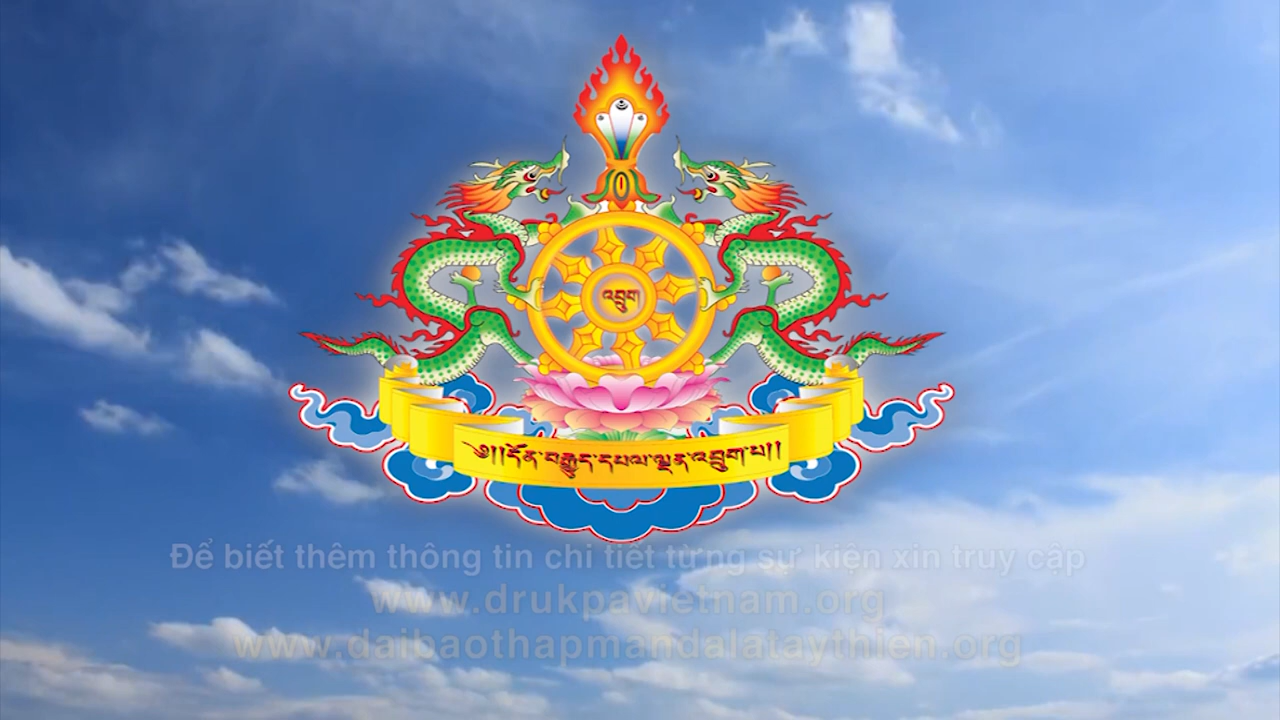 འབྲུག
༄།།དོན་བརྒྱུད་དཔལ་ལྡན་འབྲུག་པ།།
Để biết thêm thông tin chi tiết từng sự kiện xin truy cập
www.drukpavietnam.org
www.daibaothapmandalataythien.org